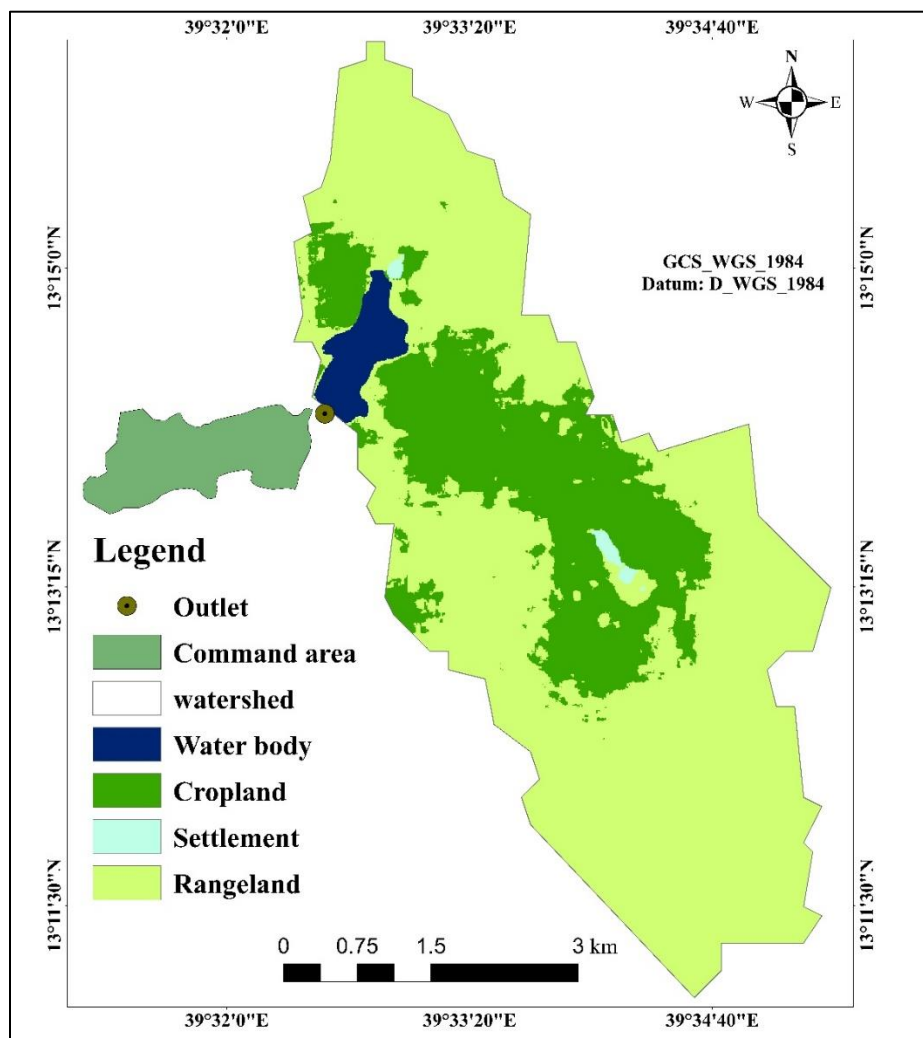 39°32'0"E 39°33'20"E 39°34'40"E
N
W E
S
13°15'0"N 13°15'0"N
GCS_WGS_1984
Datum: D_WGS_1984
Legend
Outlet
13°13'15"N 13°13'15"N
Command area
watershed
Water body
Cropland
Settlement
Rangeland
13°11'30"N 13°11'30"N
0 0.75 1.5 3 km
39°32'0"E 39°33'20"E 39°34'40"E